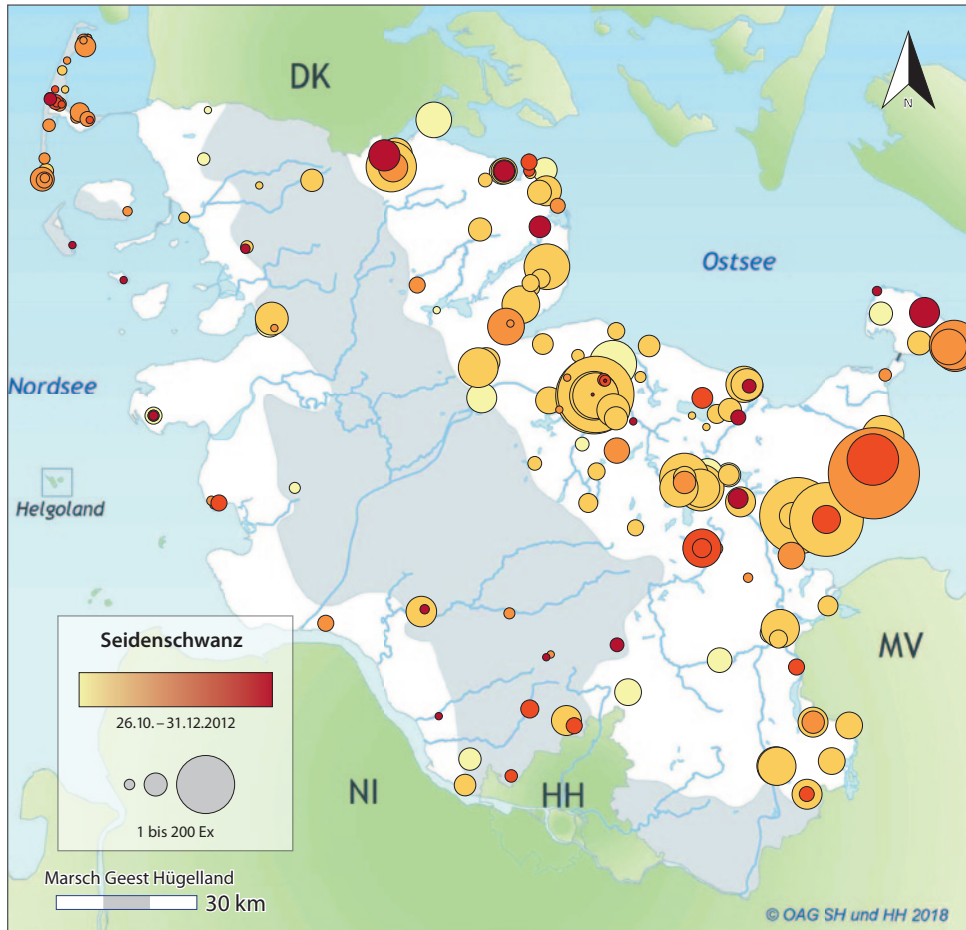 DK
N
Ostsee
Nordsee
Helgoland
MV
Seidenschwanz
26.10. – 31.12.2012
1 bis 200 Ex
NI
HH
Marsch Geest Hügelland
30 km
© OAG SH und HH 2018